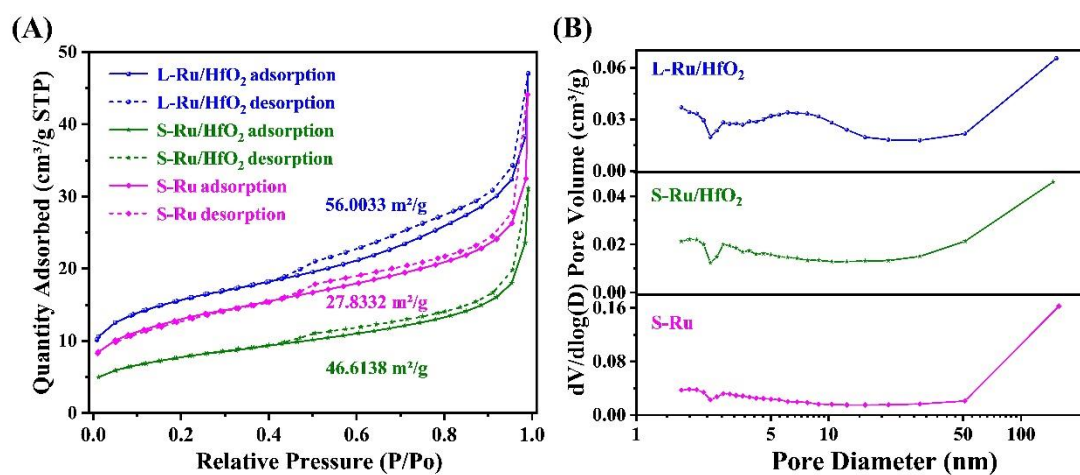 (A)
Quantity Adsorbed (cm³/g STP)
50
40
30
20
10
0
L-Ru/HfO₂ adsorption
L-Ru/HfO₂ desorption
S-Ru/HfO₂ adsorption
S-Ru/HfO₂ desorption
S-Ru adsorption
S-Ru desorption
56.0033 m²/g
27.8332 m²/g
46.6138 m²/g
0.0 0.2 0.4 0.6 0.8 1.0
Relative Pressure (P/Po)
(B)
dV/dlog(D) Pore Volume (cm³/g)
0.06
0.03
0.00
L-Ru/HfO₂
0.04
0.02
0.00
S-Ru/HfO₂
0.16
0.08
0.00
S-Ru
1 5 10 50 100
Pore Diameter (nm)